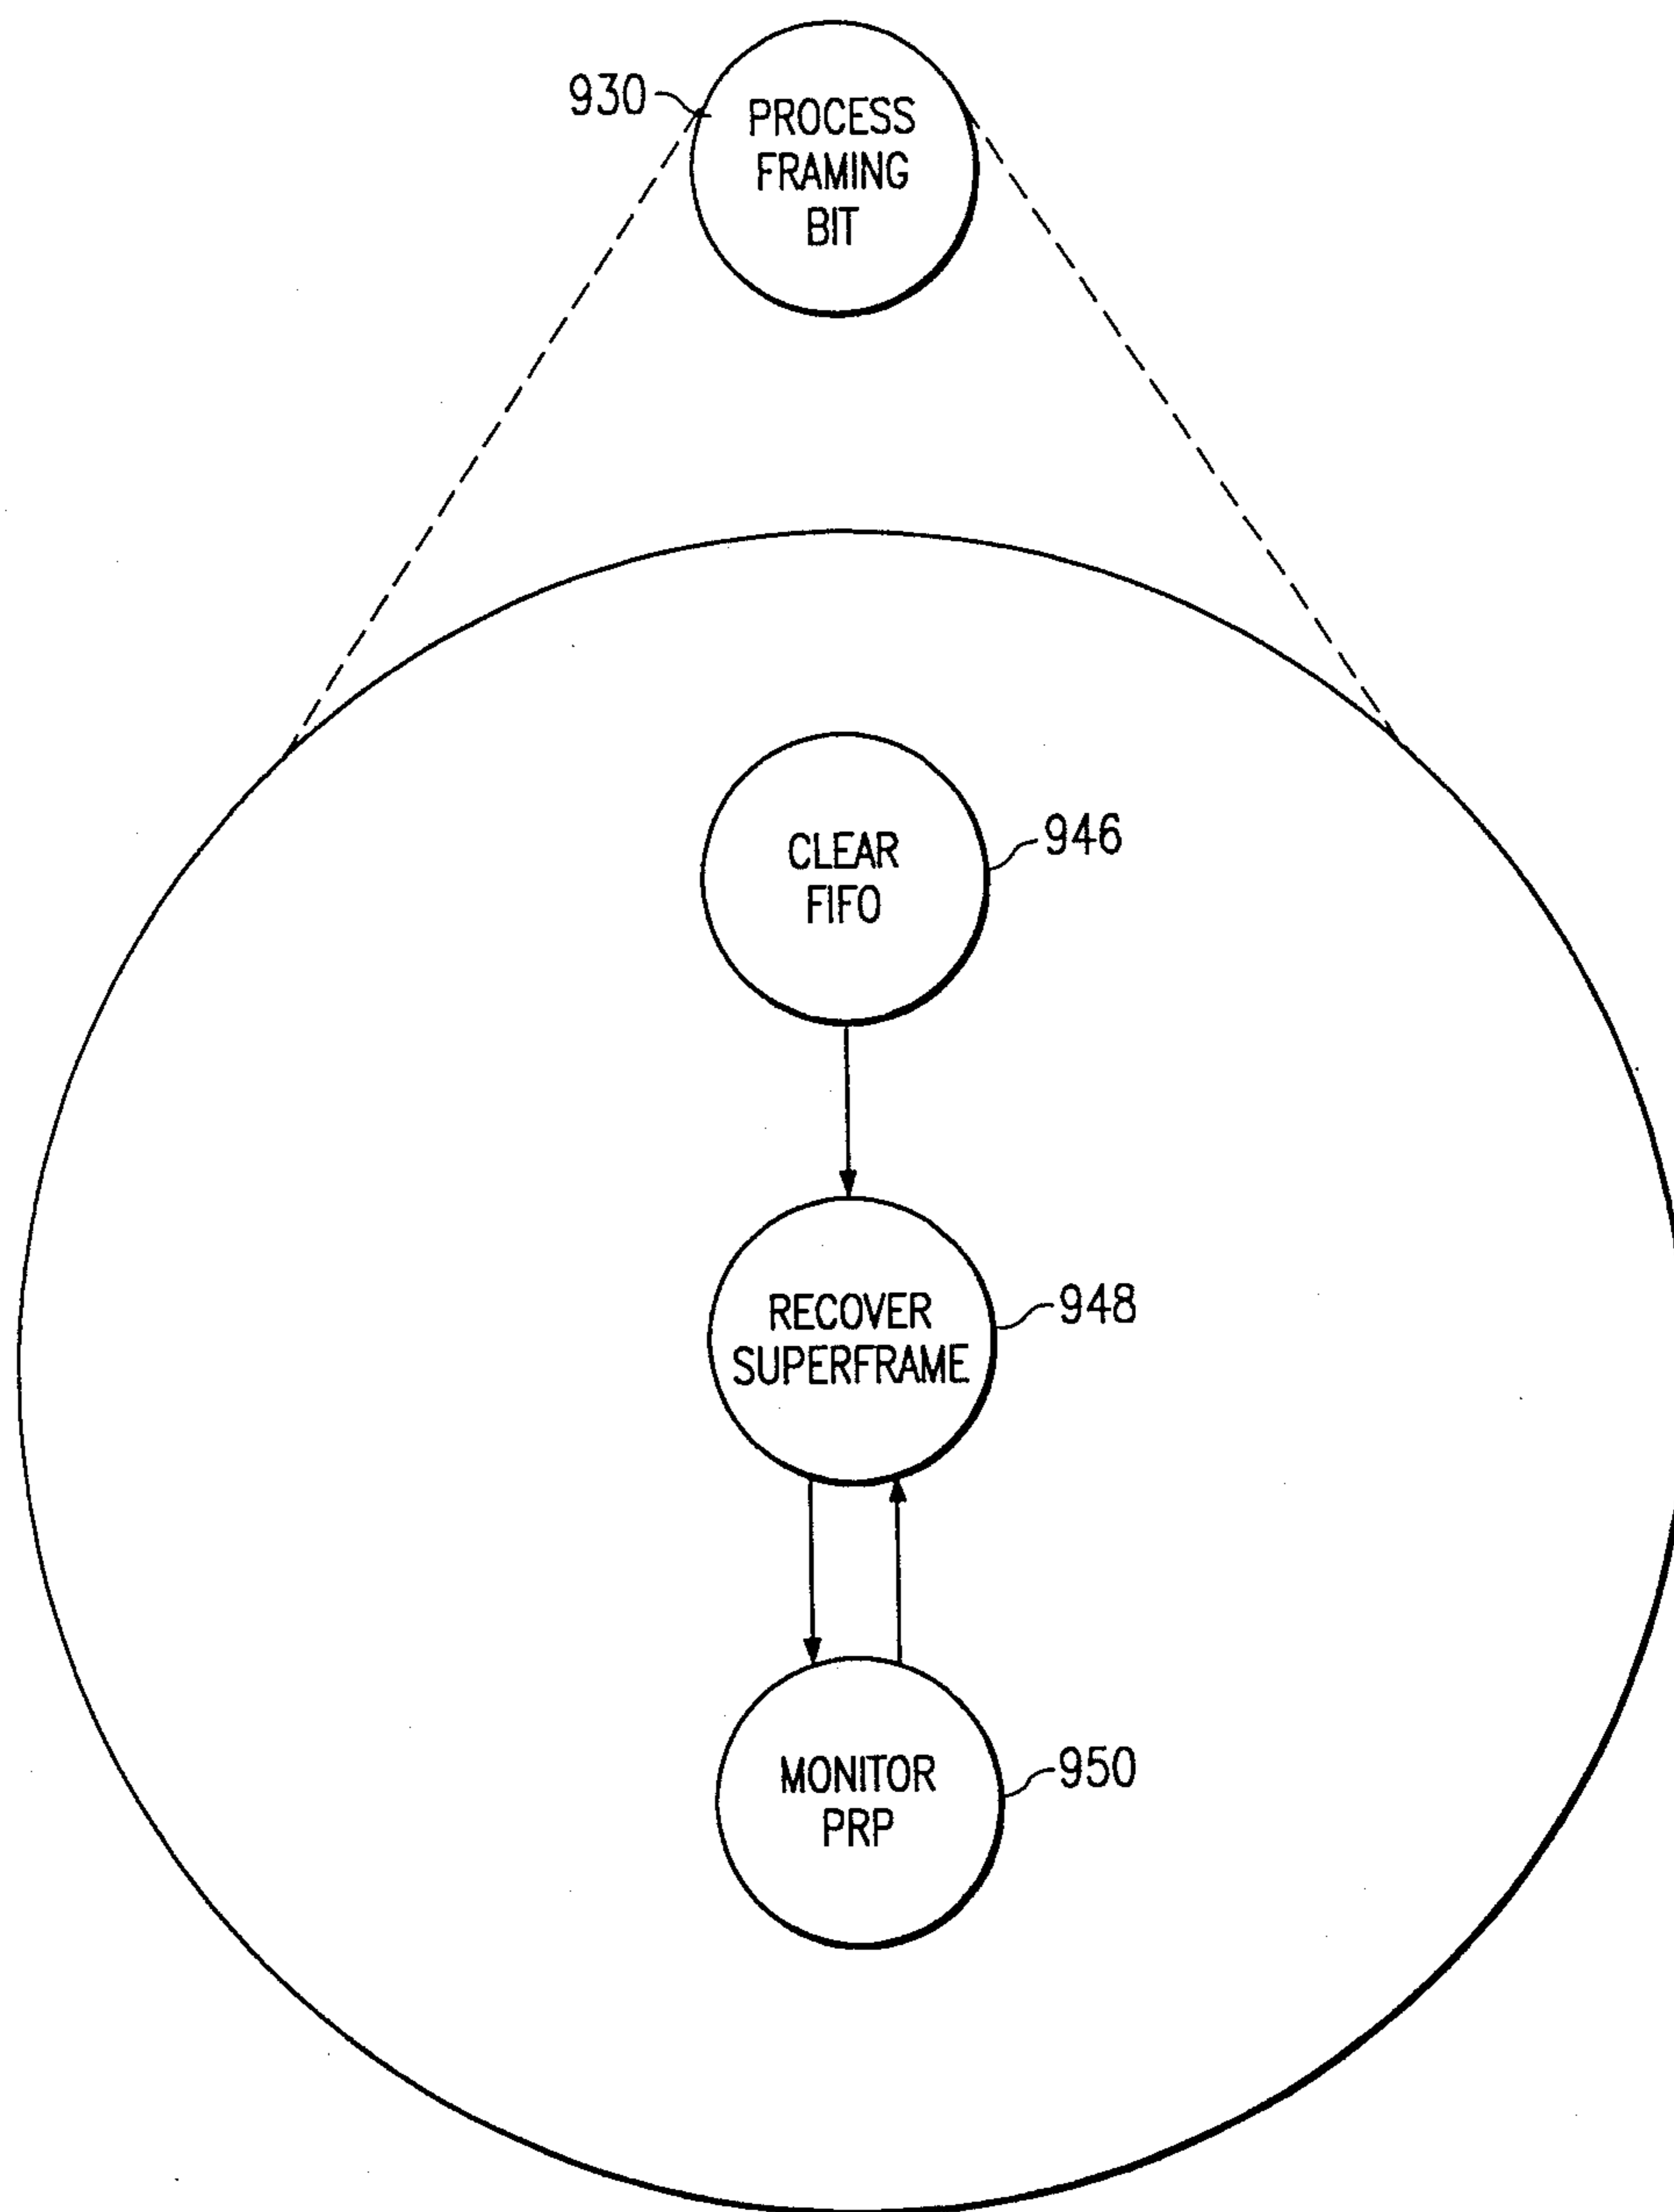 930
PROCESS
FRAMING
BIT
CLEAR
FIFO
946
RECOVER
SUPERFRAME
948
MONITOR
PRP
950